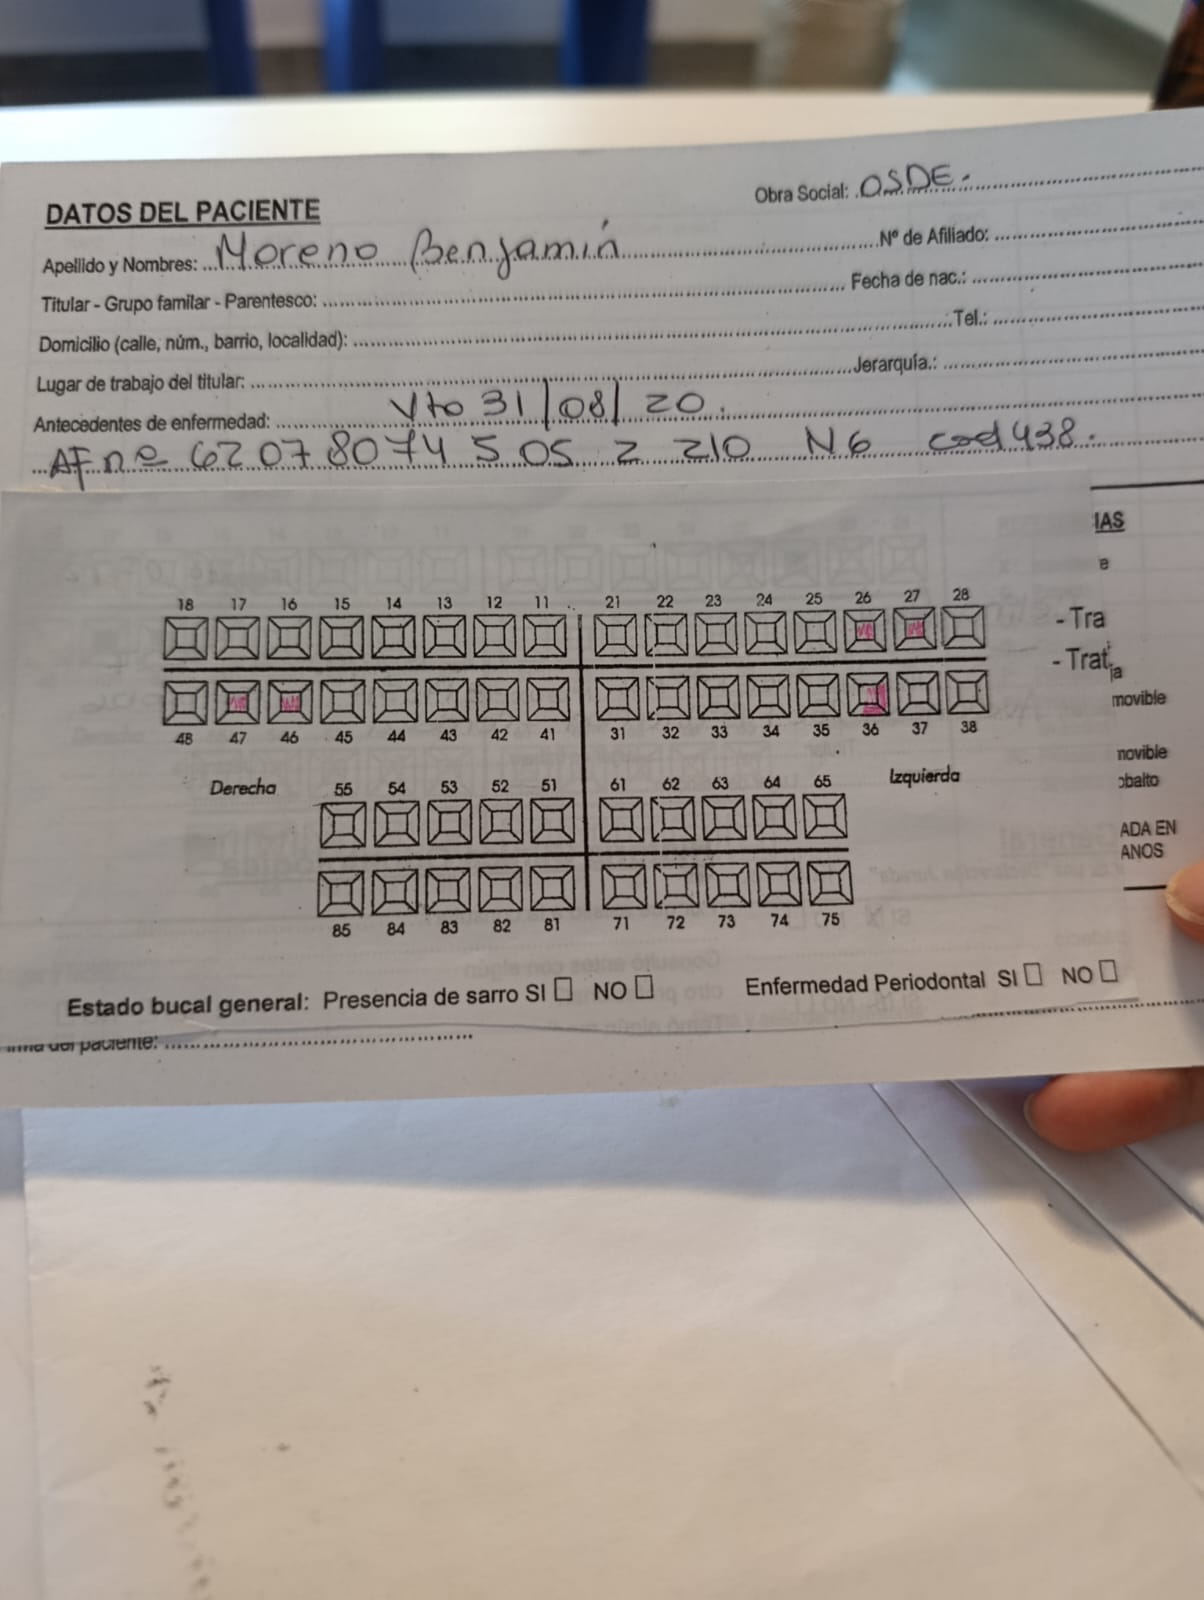 DATOS DEL PACIENTE
Obra Social: OSDE.
Apellido y Nombres: Moreno Benjamín
Nº de Afiliado:
Titular - Grupo familar - Parentesco:
Fecha de nac.:
Domicilio (calle, núm., barrio, localidad):
Tel.:
Lugar de trabajo del titular:
Jerarquía.:
Antecedentes de enfermedad: Vto 31/08/20.
AF nº 62 078074 5 05 2 210 N6 cod 438.
IAS
e
- Tra
- Trat
ja
movible
movible
obalto
ADA EN
ANOS
18 17 16 15 14 13 12 11 21 22 23 24 25 26 27 28
48 47 46 45 44 43 42 41 31 32 33 34 35 36 37 38
Derecha Izquierda
55 54 53 52 51 61 62 63 64 65
85 84 83 82 81 71 72 73 74 75
Estado bucal general: Presencia de sarro SI NO Enfermedad Periodontal SI NO
del paciente: